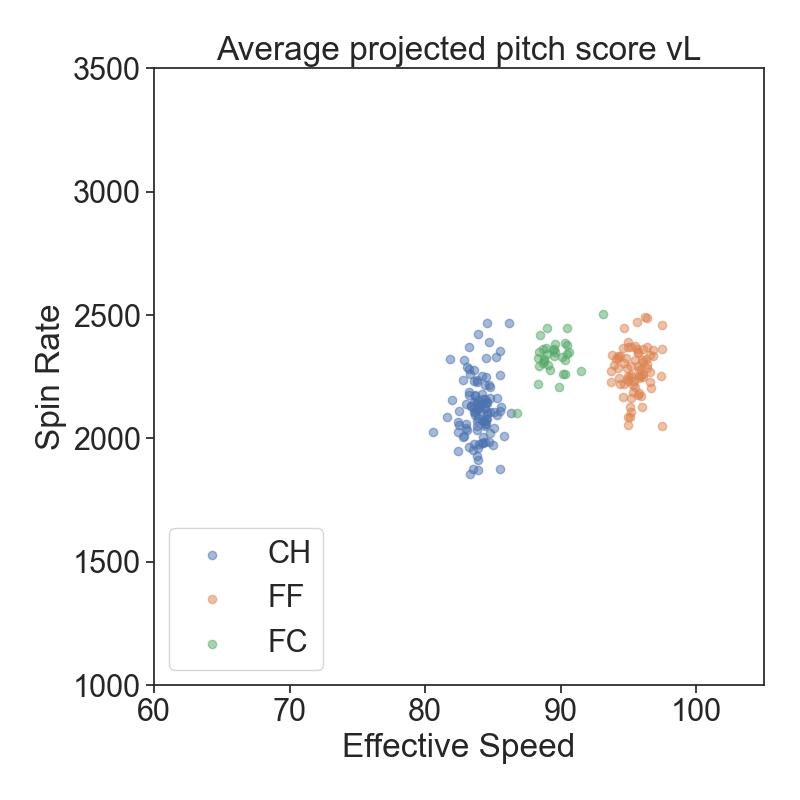 Average projected pitch score vL
3500
3000
2500
2000
1500
1000
Spin Rate
CH
FF
FC
60 70 80 90 100
Effective Speed